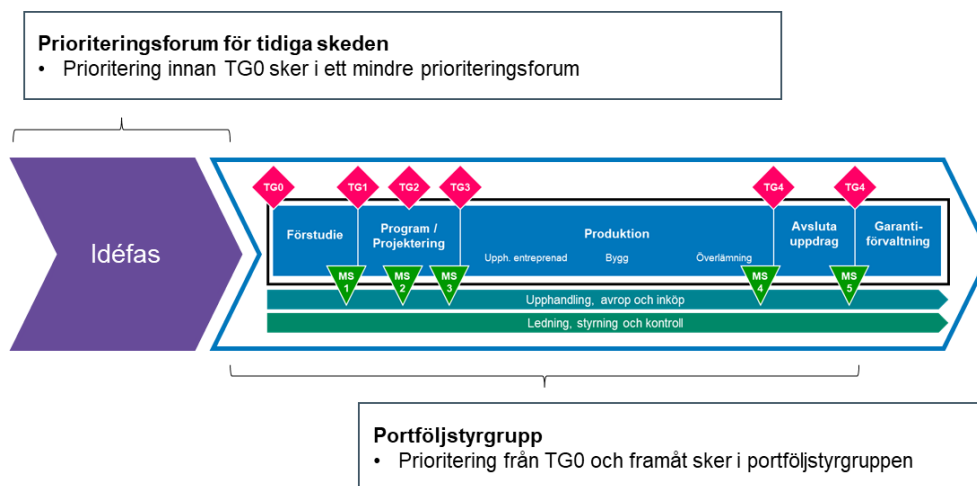 Prioriteringsforum för tidiga skeden
• Prioritering innan TG0 sker i ett mindre prioriteringsforum
Idéfas
TG0
TG1
TG2
TG3
TG4
TG4
Förstudie
Program /
Projektering
Produktion
Upph. entreprenad
Bygg
Överlämning
Avsluta
uppdrag
Garanti-
förvaltning
MS
1
MS
2
MS
3
MS
4
MS
5
Upphandling, avrop och inköp
Ledning, styrning och kontroll
Portföljstyrgrupp
• Prioritering från TG0 och framåt sker i portföljstyrgruppen